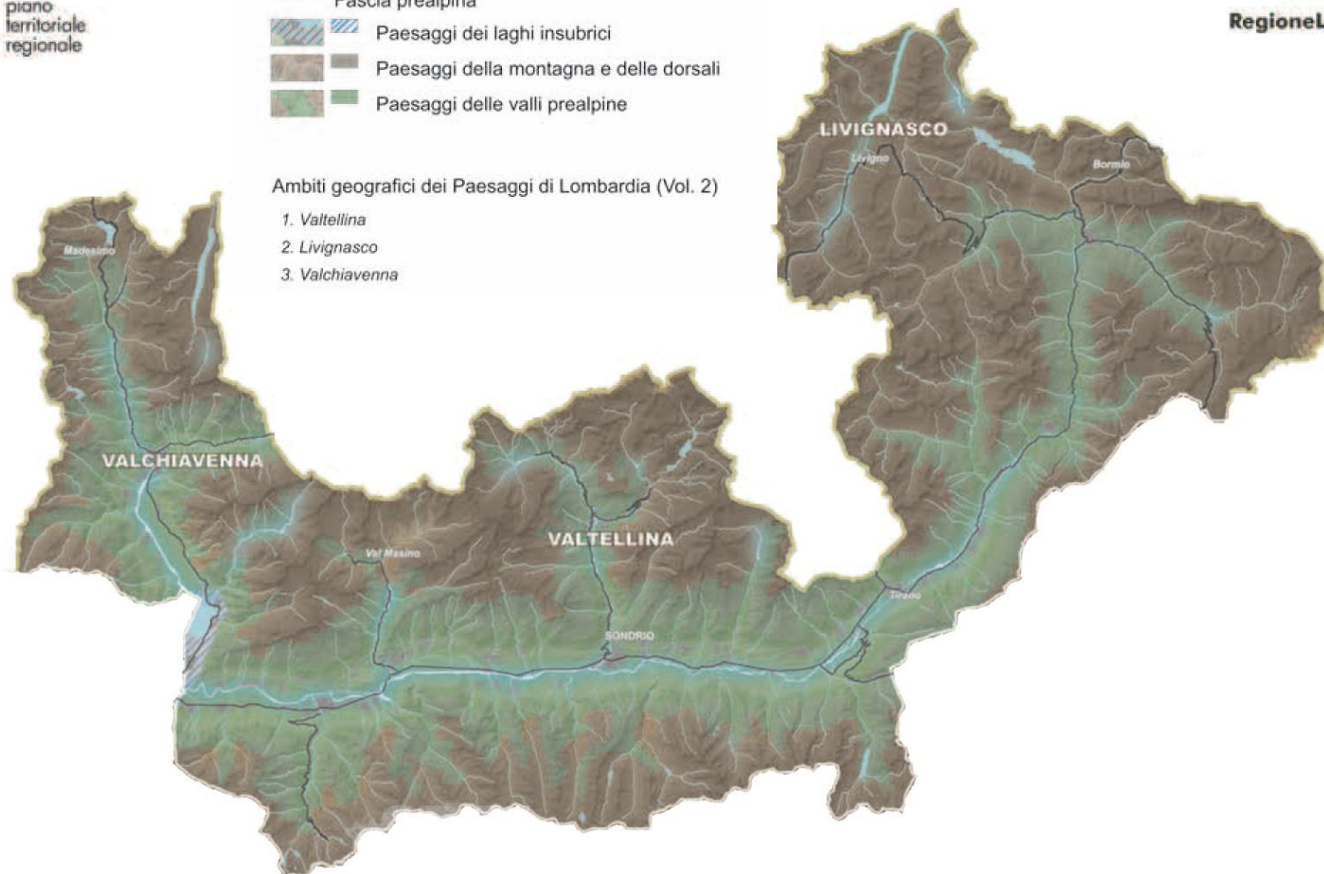 piano
territoriale
regionale
Fascia prealpina
RegioneL
Paesaggi dei laghi insubrici
Paesaggi della montagna e delle dorsali
Paesaggi delle valli prealpine
Ambiti geografici dei Paesaggi di Lombardia (Vol. 2)
1. Valtellina
2. Livignasco
3. Valchiavenna
LIVIGNASCO
Livigno
Bormio
Madesimo
VALCHIAVENNA
VALTELLINA
Val Masino
Tirano
SONDRIO